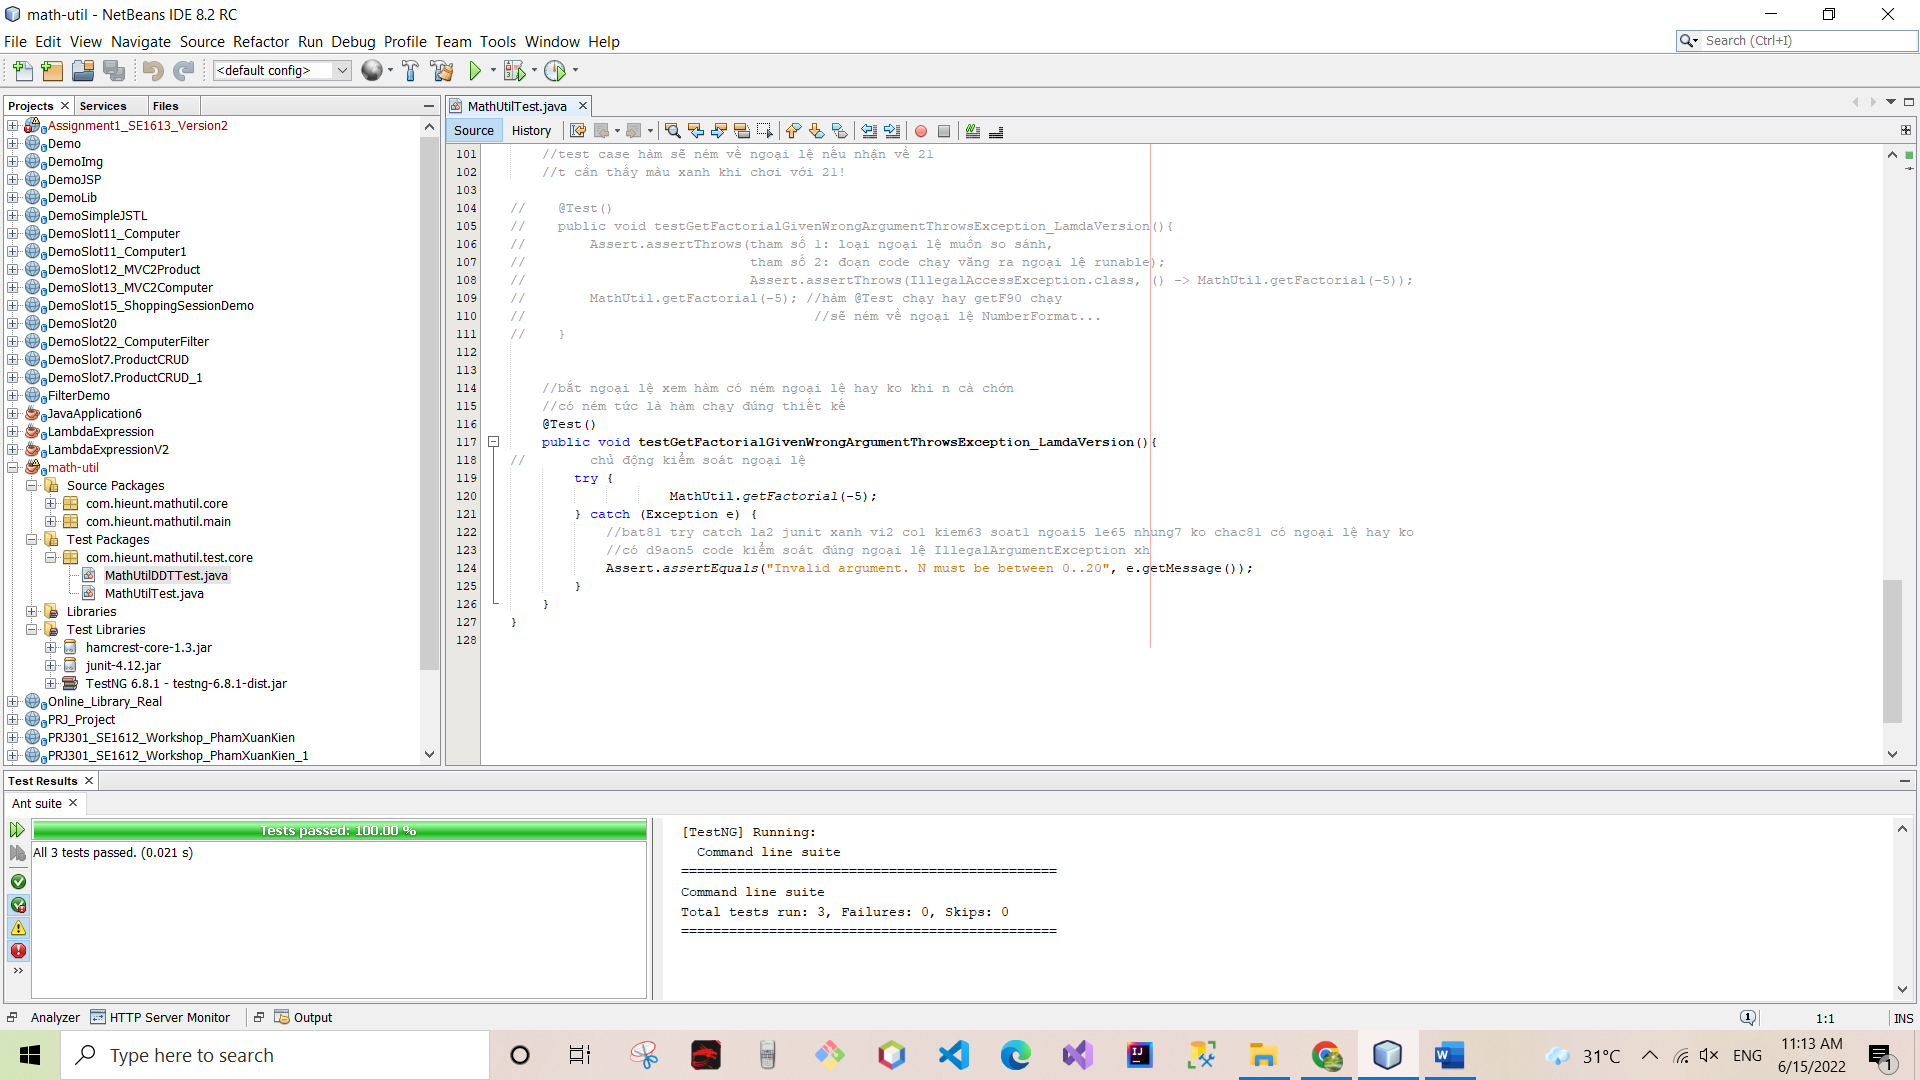 math-util - NetBeans IDE 8.2 RC
File Edit View Navigate Source Refactor Run Debug Profile Team Tools Window Help
Search (Ctrl+I)
<default config>
Projects
Services
Files
Assignment1_SE1613_Version2
Demo
DemoImg
DemoJSP
DemoLib
DemoSimpleJSTL
DemoSlot11_Computer
DemoSlot11_Computer1
DemoSlot12_MVC2Product
DemoSlot13_MVC2Computer
DemoSlot15_ShoppingSessionDemo
DemoSlot20
DemoSlot22_ComputerFilter
DemoSlot7.ProductCRUD
DemoSlot7.ProductCRUD_1
FilterDemo
JavaApplication6
LambdaExpression
LambdaExpressionV2
math-util
Source Packages
com.hieunt.mathutil.core
com.hieunt.mathutil.main
Test Packages
com.hieunt.mathutil.test.core
MathUtilDDTTest.java
MathUtilTest.java
Libraries
Test Libraries
hamcrest-core-1.3.jar
junit-4.12.jar
TestNG 6.8.1 - testng-6.8.1-dist.jar
Online_Library_Real
PRJ_Project
PRJ301_SE1612_Workshop_PhamXuanKien
PRJ301_SE1612_Workshop_PhamXuanKien_1
MathUtilTest.java
Source History
101 //test case hàm sẽ ném về ngoại lệ nếu nhận về 21
102 //t cần thấy màu xanh khi chơi với 21!
103
104 // @Test()
105 // public void testGetFactorialGivenWrongArgumentThrowsException_LamdaVersion(){
106 // Assert.assertThrows(tham số 1: loại ngoại lệ muốn so sánh,
107 // tham số 2: đoạn code chạy văng ra ngoại lệ runable);
108 // Assert.assertThrows(IllegalAccessException.class, () -> MathUtil.getFactorial(-5));
109 // MathUtil.getFactorial(-5); //hàm @Test chạy hay getF90 chạy
110 // //sẽ ném về ngoại lệ NumberFormat...
111 // }
112
113
114 //bắt ngoại lệ xem hàm có ném ngoại lệ hay ko khi n cà chớn
115 //có ném tức là hàm chạy đúng thiết kế
116 @Test()
117 public void testGetFactorialGivenWrongArgumentThrowsException_LamdaVersion(){
118 // chủ động kiểm soát ngoại lệ
119 try {
120 MathUtil.getFactorial(-5);
121 } catch (Exception e) {
122 //bat81 try catch la2 junit xanh vi2 co1 kiem63 soat1 ngoai5 le65 nhung7 ko chac81 có ngoại lệ hay ko
123 //có d9aon5 code kiểm soát đúng ngoại lệ IllegalArgumentException xh
124 Assert.assertEquals("Invalid argument. N must be between 0..20", e.getMessage());
125 }
126 }
127 }
128
Test Results
Ant suite
Tests passed: 100.00 %
All 3 tests passed. (0.021 s)
[TestNG] Running:
Command line suite
===============================================
Command line suite
Total tests run: 3, Failures: 0, Skips: 0
===============================================
Analyzer HTTP Server Monitor Output
1:1 INS
Type here to search
31°C ENG
11:13 AM
6/15/2022
1